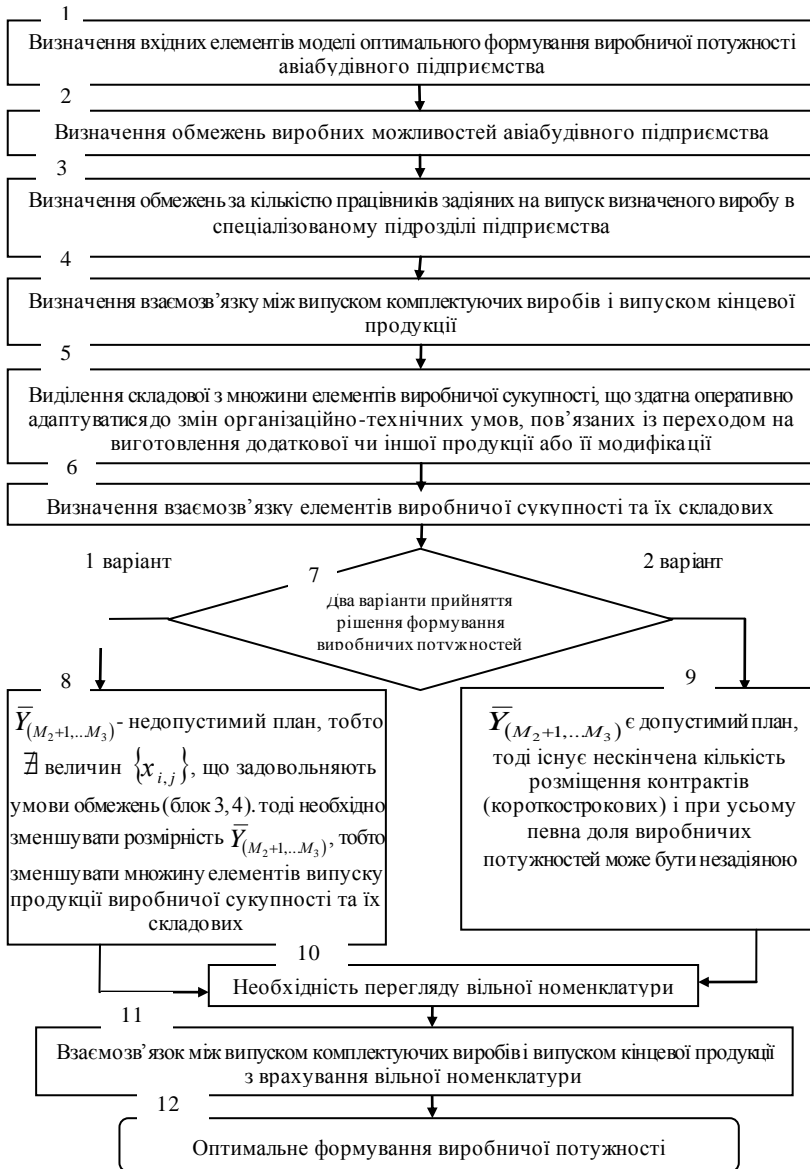 1
Визначення вхідних елементів моделі оптимального формування виробничої потужності
авіабудівного підприємства
2
Визначення обмежень виробних можливостей авіабудівного підприємства
3
Визначення обмежень за кількістю працівників задіяних на випуск визначеного виробу в
спеціалізованому підрозділі підприємства
4
Визначення взаємозв’язку між випуском комплектуючих виробів і випуском кінцевої
продукції
5
Виділення складової з множини елементів виробничої сукупності, що здатна оперативно
адаптуватися до змін організаційно-технічних умов, пов’язаних із переходом на
виготовлення додаткової чи іншої продукції або її модифікації
6
Визначення взаємозв’язку елементів виробничої сукупності та їх складових
1 варіант
2 варіант
7
Два варіанти прийняття
рішення формування
виробничих потужностей
8
Y̅(M₂+1,...M₃) - недопустимий план, тобто
∄ величин {x i,j}, що задовольняють
умови обмежень (блок 3, 4). тоді необхідно
зменшувати розмірність Y̅(M₂+1,...M₃), тобто
зменшувати множину елементів випуску
продукції виробничої сукупності та їх
складових
9
Y̅(M₂+1,...M₃) є допустимий план,
тоді існує нескінчена кількість
розміщення контрактів
(короткострокових) і при усьому
певна доля виробничих
потужностей може бути незадіяною
10
Необхідність перегляду вільної номенклатури
11
Взаємозв’язок між випуском комплектуючих виробів і випуском кінцевої продукції
з врахування вільної номенклатури
12
Оптимальне формування виробничої потужності